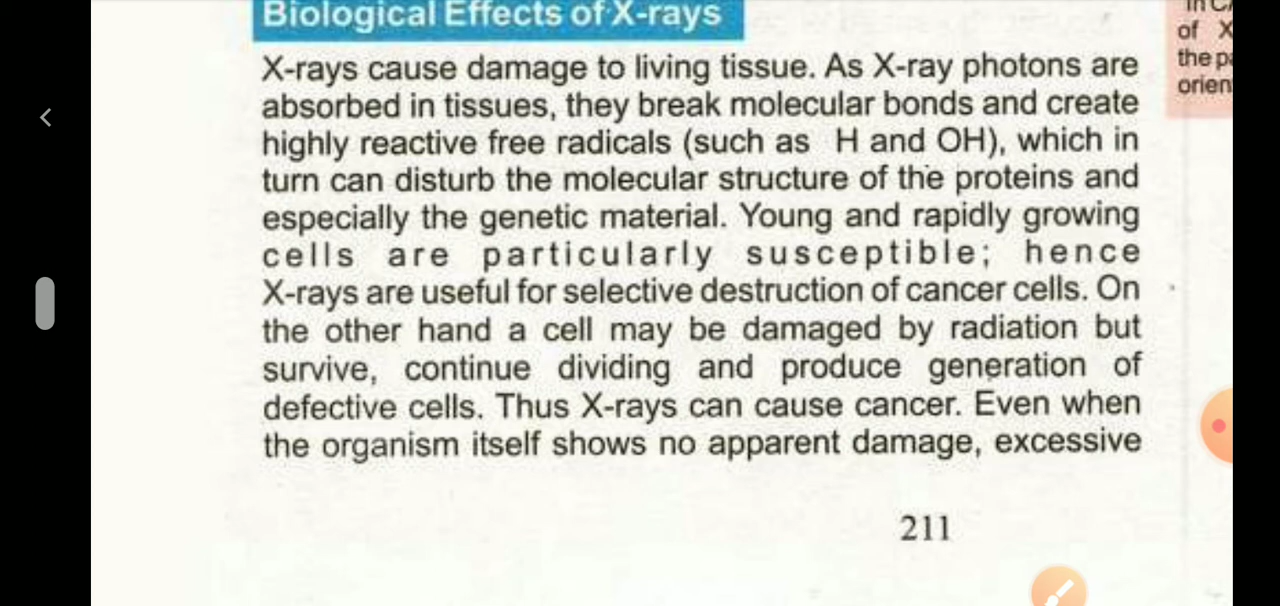 Biological Effects of X-rays
of X
the
orien
X-rays cause damage to living tissue. As X-ray photons are
absorbed in tissues, they break molecular bonds and create
highly reactive free radicals (such as H and OH), which in
turn can disturb the molecular structure of the proteins and
especially the genetic material. Young and rapidly growing
cells are particularly susceptible; hence
X-rays are useful for selective destruction of cancer cells. On
the other hand a cell may be damaged by radiation but
survive, continue dividing and produce generation of
defective cells. Thus X-rays can cause cancer. Even when
the organism itself shows no apparent damage, excessive
211